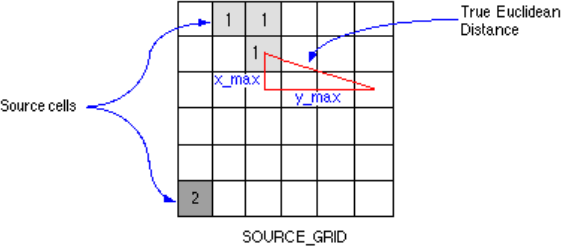 True Euclidean
Distance
1 1
1
x_max
y_max
Source cells
2
SOURCE_GRID